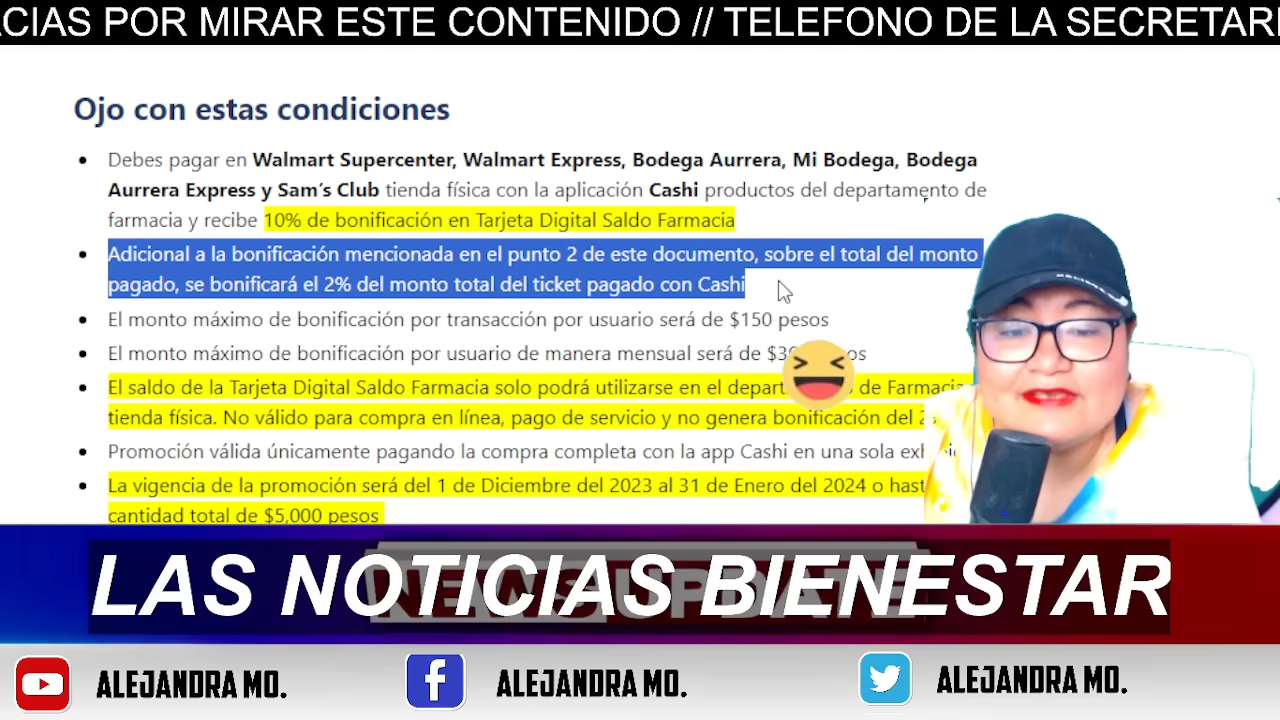 CIAS POR MIRAR ESTE CONTENIDO // TELEFONO DE LA SECRETARI
Ojo con estas condiciones
• Debes pagar en Walmart Supercenter, Walmart Express, Bodega Aurrera, Mi Bodega, Bodega
Aurrera Express y Sam's Club tienda física con la aplicación Cashi productos del departamento de
farmacia y recibe 10% de bonificación en Tarjeta Digital Saldo Farmacia
• Adicional a la bonificación mencionada en el punto 2 de este documento, sobre el total del monto
pagado, se bonificará el 2% del monto total del ticket pagado con Cashi
• El monto máximo de bonificación por transacción por usuario será de $150 pesos
• El monto máximo de bonificación por usuario de manera mensual será de
• El saldo de la Tarjeta Digital Saldo Farmacia solo podrá utilizarse en el de Farmacia
tienda física. No válido para compra en línea, pago de servicio y no genera bonificación del
• Promoción válida únicamente pagando la compra completa con la app Cashi en una sola
• La vigencia de la promoción será del 1 de Diciembre del 2023 al 31 de Enero del 2024 o
cantidad total de $5,000 pesos
NEWS UPDATE
LAS NOTICIAS BIENESTAR
ALEJANDRA MO.
ALEJANDRA MO.
ALEJANDRA MO.